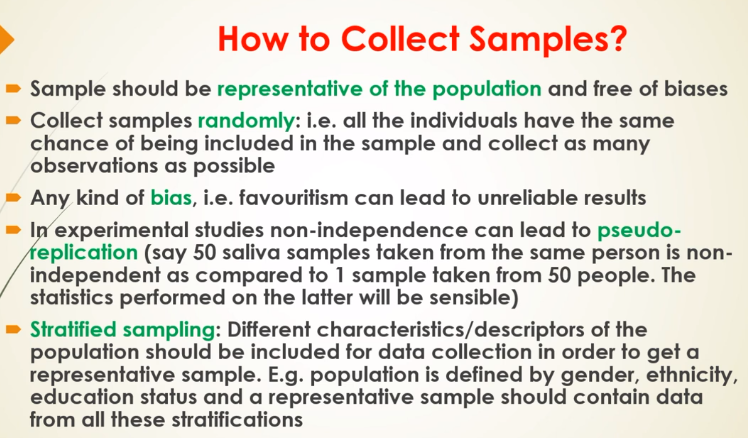 How to Collect Samples?
Sample should be representative of the population and free of biases
Collect samples randomly: i.e. all the individuals have the same
chance of being included in the sample and collect as many
observations as possible
Any kind of bias, i.e. favouritism can lead to unreliable results
In experimental studies non-independence can lead to pseudo-
replication (say 50 saliva samples taken from the same person is non-
independent as compared to 1 sample taken from 50 people. The
statistics performed on the latter will be sensible)
Stratified sampling: Different characteristics/descriptors of the
population should be included for data collection in order to get a
representative sample. E.g. population is defined by gender, ethnicity,
education status and a representative sample should contain data
from all these stratifications